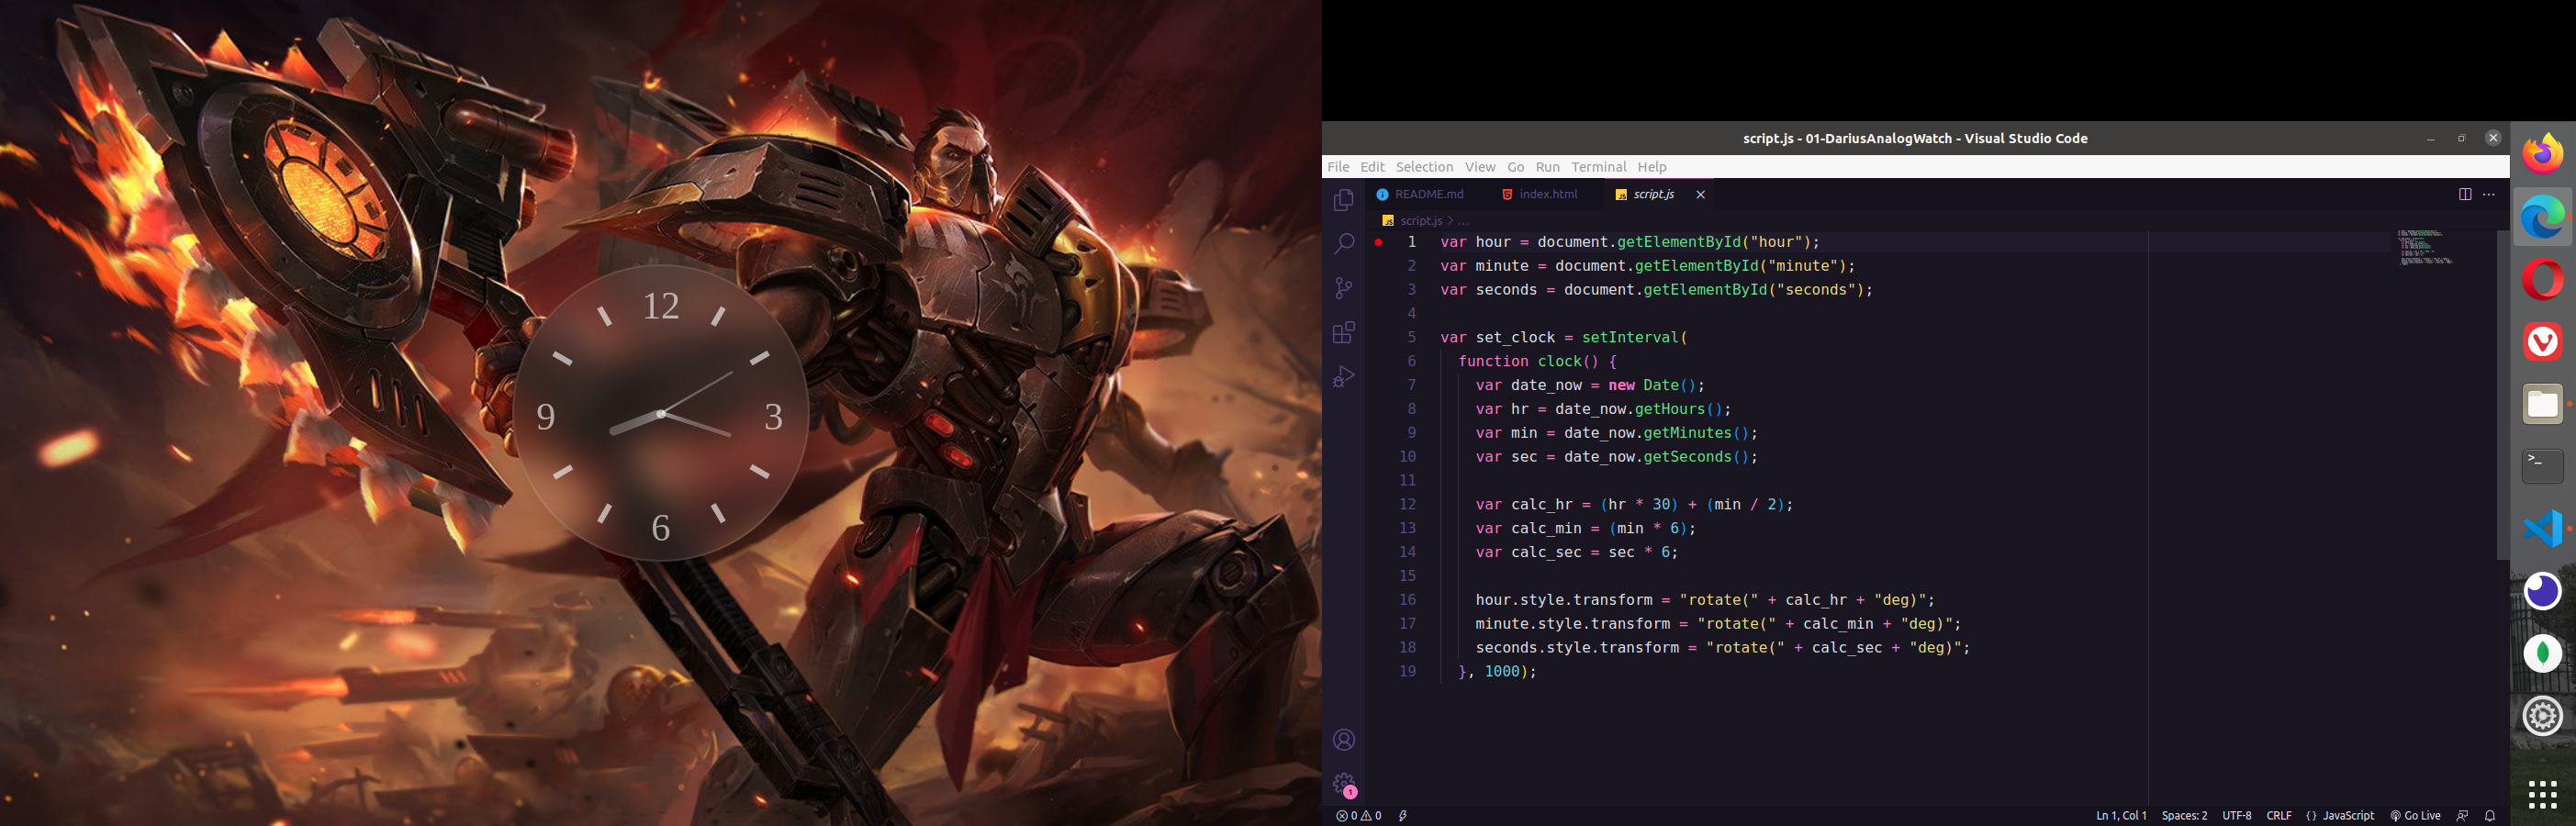 12
9
3
6
script.js - 01-DariusAnalogWatch - Visual Studio Code
File Edit Selection View Go Run Terminal Help
README.md index.html script.js
script.js > ...
1 var hour = document.getElementById("hour");
2 var minute = document.getElementById("minute");
3 var seconds = document.getElementById("seconds");
4
5 var set_clock = setInterval(
6 function clock() {
7 var date_now = new Date();
8 var hr = date_now.getHours();
9 var min = date_now.getMinutes();
10 var sec = date_now.getSeconds();
11
12 var calc_hr = (hr * 30) + (min / 2);
13 var calc_min = (min * 6);
14 var calc_sec = sec * 6;
15
16 hour.style.transform = "rotate(" + calc_hr + "deg)";
17 minute.style.transform = "rotate(" + calc_min + "deg)";
18 seconds.style.transform = "rotate(" + calc_sec + "deg)";
19 }, 1000);
1
0 0 Ln 1, Col 1 Spaces: 2 UTF-8 CRLF {} JavaScript Go Live